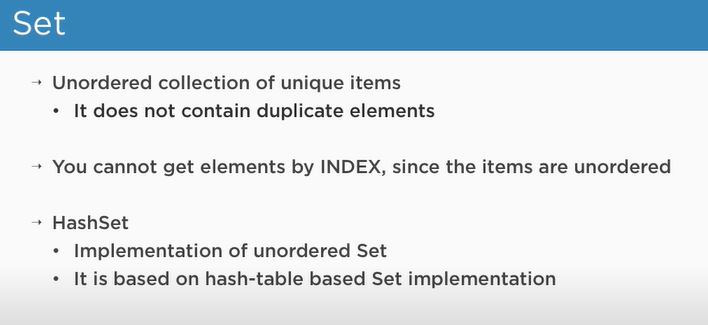 Set
→ Unordered collection of unique items
• It does not contain duplicate elements
→ You cannot get elements by INDEX, since the items are unordered
→ HashSet
• Implementation of unordered Set
• It is based on hash-table based Set implementation